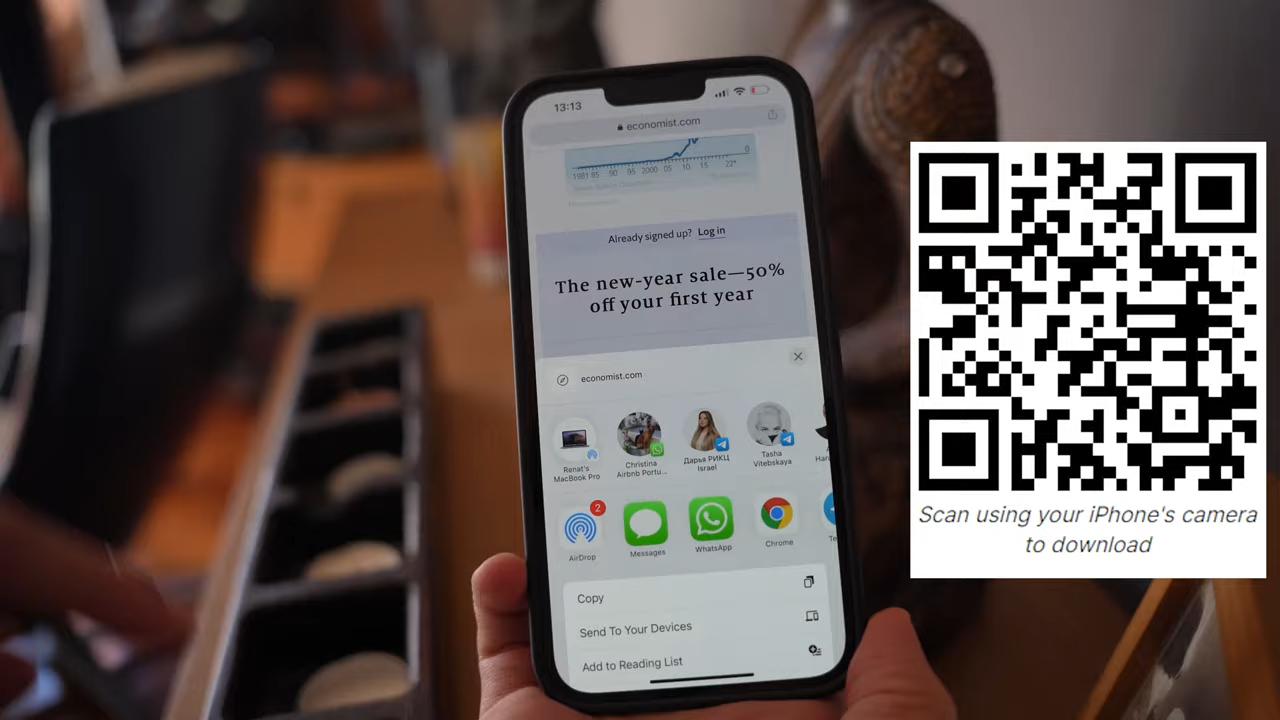 13:13
economist.com
0
1981 85 90 95 2000 05 10 15 22*
Already signed up? Log in
The new-year sale—50%
off your first year
economist.com
Renat's
MacBook Pro
Christina
Airbnb Portu...
Дарья РИКЦ
Israel
Tasha
Vitebskaya
2
AirDrop
Messages
WhatsApp
Chrome
Copy
Send To Your Devices
Add to Reading List
Scan using your iPhone's camera
to download